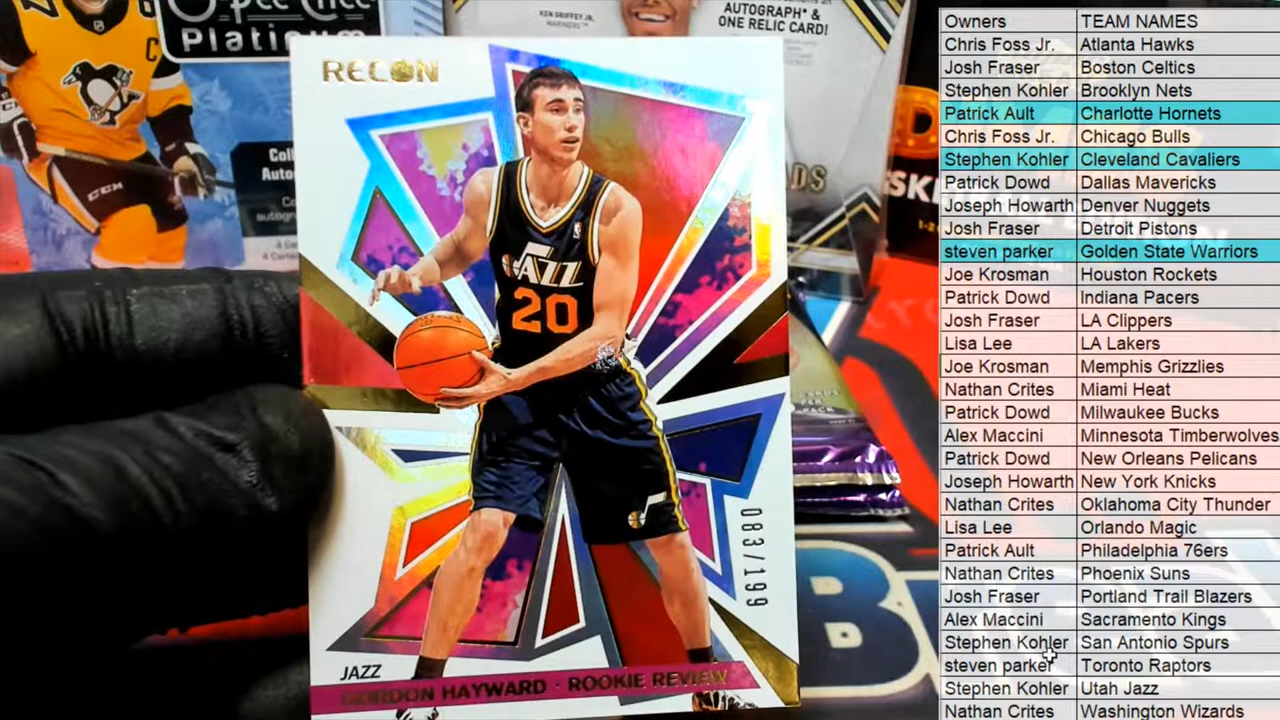 O-Pee-Chee
Platinum
KEN GRIFFEY JR.
MARINERS™
AUTOGRAPH* &
ONE RELIC CARD!
RECON
C
CCM
JAZZ
20
083/199
JAZZ
GORDON HAYWARD · ROOKIE REVIEW
Owners TEAM NAMES
Chris Foss Jr. Atlanta Hawks
Josh Fraser Boston Celtics
Stephen Kohler Brooklyn Nets
Patrick Ault Charlotte Hornets
Chris Foss Jr. Chicago Bulls
Stephen Kohler Cleveland Cavaliers
Patrick Dowd Dallas Mavericks
Joseph Howarth Denver Nuggets
Josh Fraser Detroit Pistons
steven parker Golden State Warriors
Joe Krosman Houston Rockets
Patrick Dowd Indiana Pacers
Josh Fraser LA Clippers
Lisa Lee LA Lakers
Joe Krosman Memphis Grizzlies
Nathan Crites Miami Heat
Patrick Dowd Milwaukee Bucks
Alex Maccini Minnesota Timberwolves
Patrick Dowd New Orleans Pelicans
Joseph Howarth New York Knicks
Nathan Crites Oklahoma City Thunder
Lisa Lee Orlando Magic
Patrick Ault Philadelphia 76ers
Nathan Crites Phoenix Suns
Josh Fraser Portland Trail Blazers
Alex Maccini Sacramento Kings
Stephen Kohler San Antonio Spurs
steven parker Toronto Raptors
Stephen Kohler Utah Jazz
Nathan Crites Washington Wizards